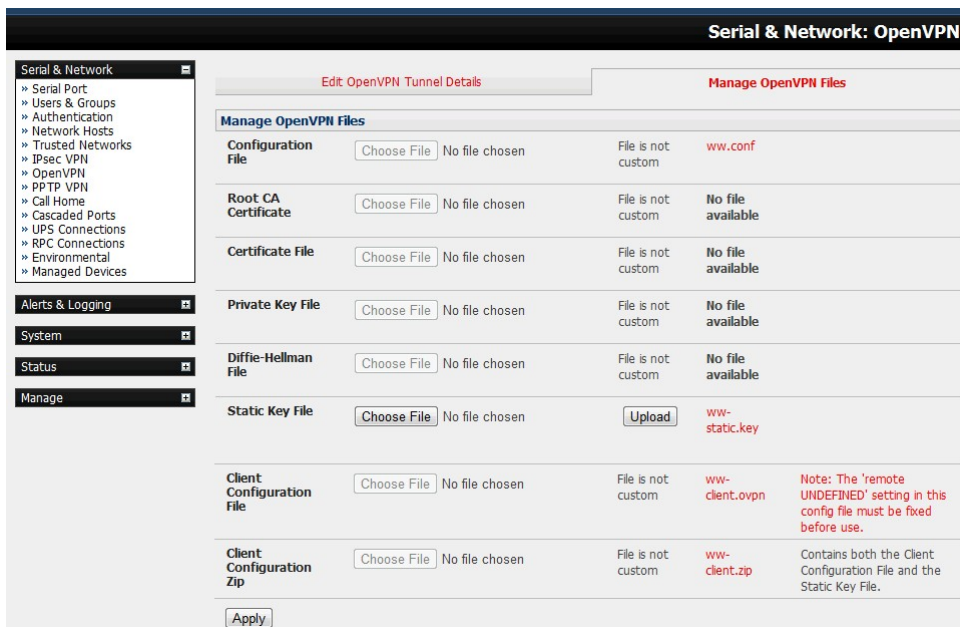 Serial & Network: OpenVPN
Serial & Network
» Serial Port
» Users & Groups
» Authentication
» Network Hosts
» Trusted Networks
» IPsec VPN
» OpenVPN
» PPTP VPN
» Call Home
» Cascaded Ports
» UPS Connections
» RPC Connections
» Environmental
» Managed Devices
Alerts & Logging
System
Status
Manage
Edit OpenVPN Tunnel Details
Manage OpenVPN Files
Manage OpenVPN Files
Configuration
File
Choose File No file chosen
File is not
custom
ww.conf
Root CA
Certificate
Choose File No file chosen
File is not
custom
No file
available
Certificate File
Choose File No file chosen
File is not
custom
No file
available
Private Key File
Choose File No file chosen
File is not
custom
No file
available
Diffie-Hellman
File
Choose File No file chosen
File is not
custom
No file
available
Static Key File
Choose File No file chosen
Upload
ww-
static.key
Client
Configuration
File
Choose File No file chosen
File is not
custom
ww-
client.ovpn
Note: The 'remote
UNDEFINED' setting in this
config file must be fixed
before use.
Client
Configuration
Zip
Choose File No file chosen
File is not
custom
ww-
client.zip
Contains both the Client
Configuration File and the
Static Key File.
Apply